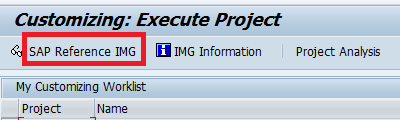 Customizing: Execute Project
SAP Reference IMG IMG Information Project Analysis
My Customizing Worklist
Project Name